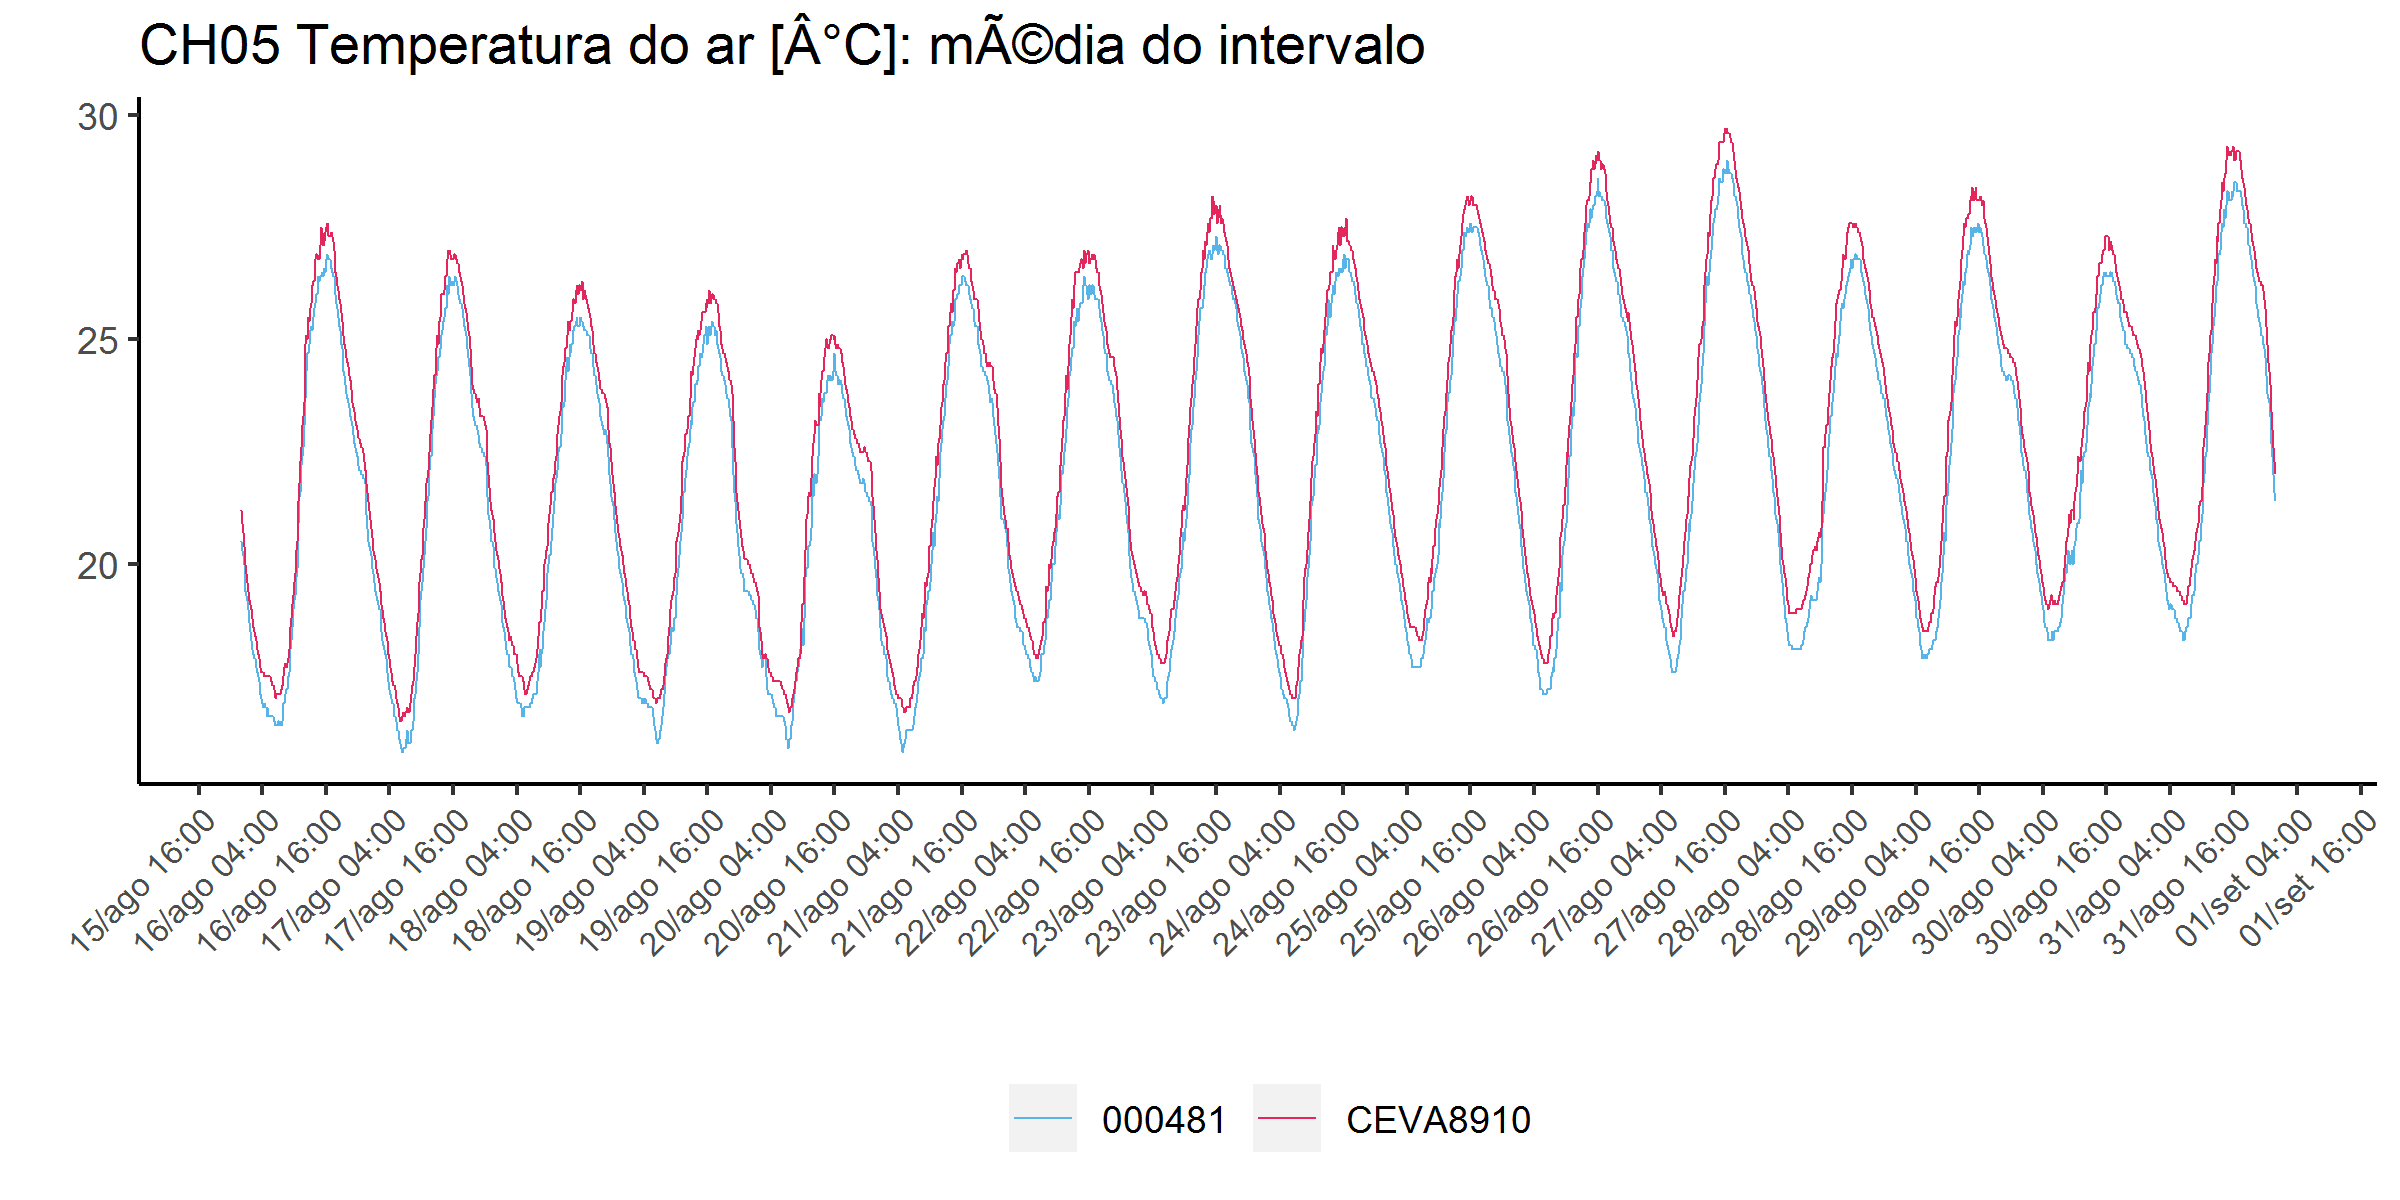 CH05 Temperatura do ar [Â°C]: mÃ©dia do intervalo
30
25
20
15/ago 16:00
16/ago 04:00
16/ago 16:00
17/ago 04:00
17/ago 16:00
18/ago 04:00
18/ago 16:00
19/ago 04:00
19/ago 16:00
20/ago 04:00
20/ago 16:00
21/ago 04:00
21/ago 16:00
22/ago 04:00
22/ago 16:00
23/ago 04:00
23/ago 16:00
24/ago 04:00
24/ago 16:00
25/ago 04:00
25/ago 16:00
26/ago 04:00
26/ago 16:00
27/ago 04:00
27/ago 16:00
28/ago 04:00
28/ago 16:00
29/ago 04:00
29/ago 16:00
30/ago 04:00
30/ago 16:00
31/ago 04:00
31/ago 16:00
01/set 04:00
01/set 16:00
000481
CEVA8910